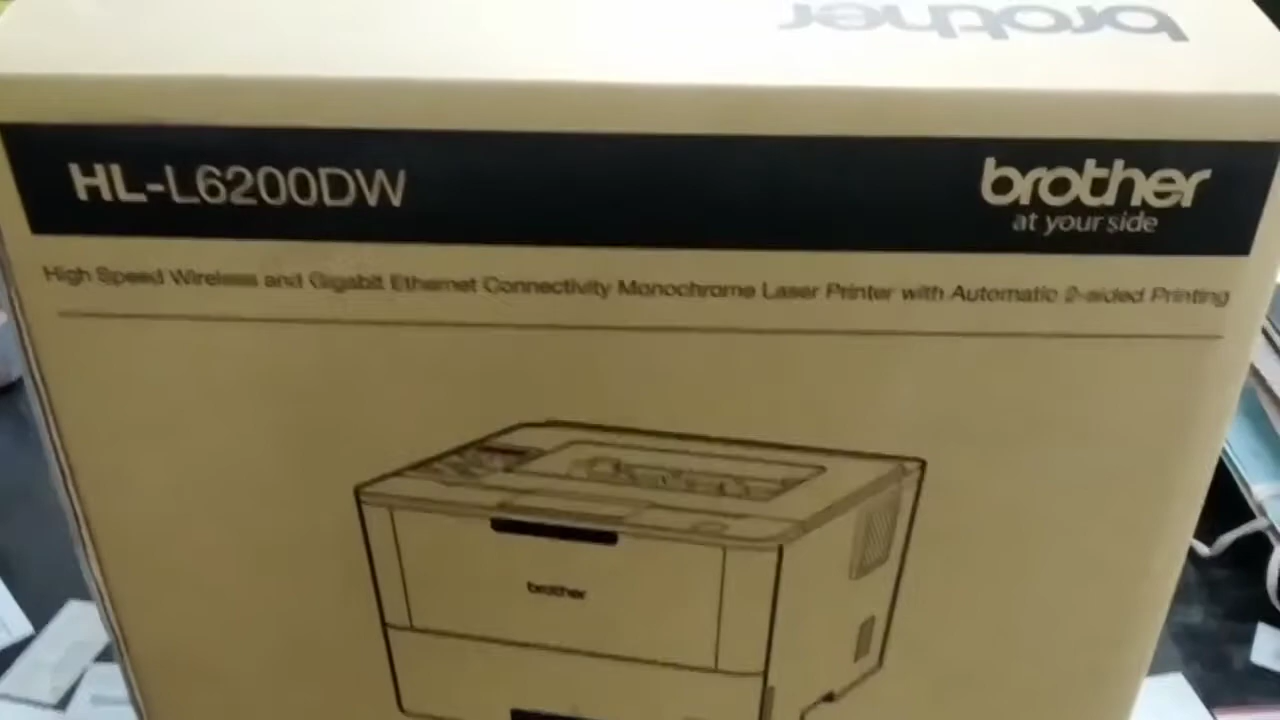 brother
HL-L6200DW
brother
at your side
High Speed Wireless and Gigabit Ethernet Connectivity Monochrome Laser Printer with Automatic 2-sided Printing
brother